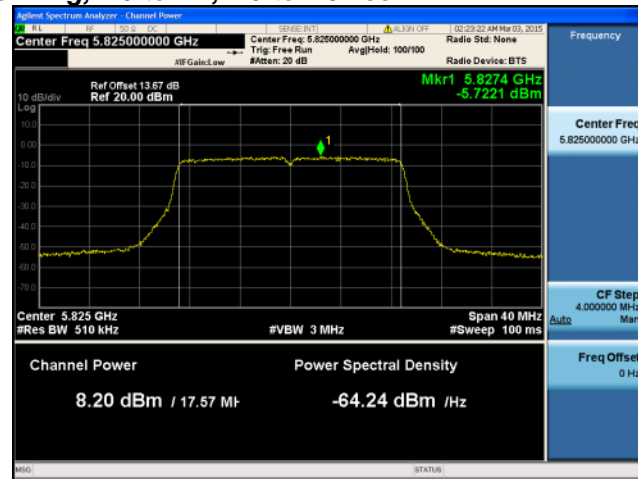 Agilent Spectrum Analyzer - Channel Power
RL RF 50 Ω DC SENSE:INT ALIGN OFF 02:23:22 AM Mar 03, 2015
Center Freq 5.825000000 GHz
Center Freq: 5.825000000 GHz
Radio Std: None
Trig: Free Run Avg|Hold: 100/100
#IFGain:Low #Atten: 20 dB Radio Device: BTS
Ref Offset 13.67 dB
10 dB/div Ref 20.00 dBm
Mkr1 5.8274 GHz
-5.7221 dBm
Log
10.0
0.00
-10.0
-20.0
-30.0
-40.0
-50.0
-60.0
-70.0
1
Center 5.825 GHz Span 40 MHz
#Res BW 510 kHz #VBW 3 MHz #Sweep 100 ms
Channel Power Power Spectral Density
8.20 dBm / 17.57 MH -64.24 dBm /Hz
MSG STATUS
Frequency
Center Freq
5.825000000 GHz
CF Step
4.000000 MHz
Auto Man
Freq Offset
0 Hz